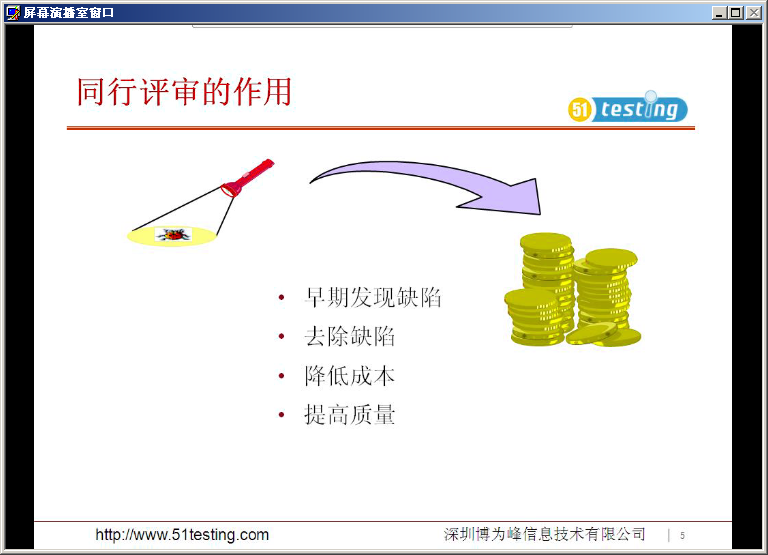 屏幕演播室窗口
同行评审的作用
51 testing
• 早期发现缺陷
• 去除缺陷
• 降低成本
• 提高质量
http://www.51testing.com 深圳博为峰信息技术有限公司 | 5